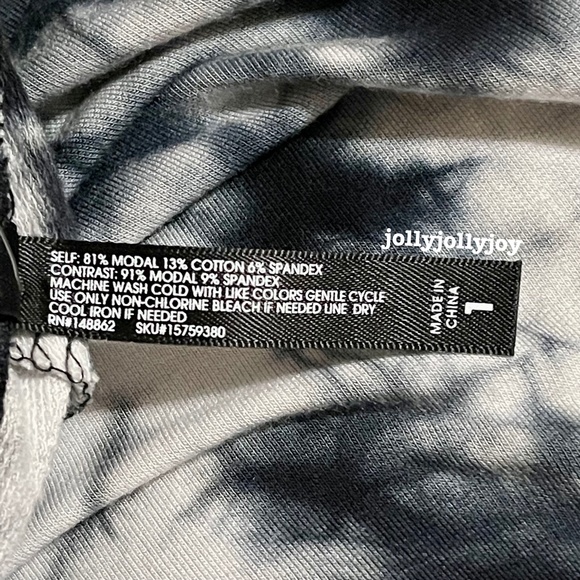 jollyjollyjoy
SELF: 81% MODAL 13% COTTON 6% SPANDEX
CONTRAST: 91% MODAL 9% SPANDEX
MACHINE WASH COLD WITH LIKE COLORS GENTLE CYCLE
USE ONLY NON-CHLORINE BLEACH IF NEEDED LINE DRY
COOL IRON IF NEEDED
RN#148862 SKU#15759380
MADE IN
CHINA
1